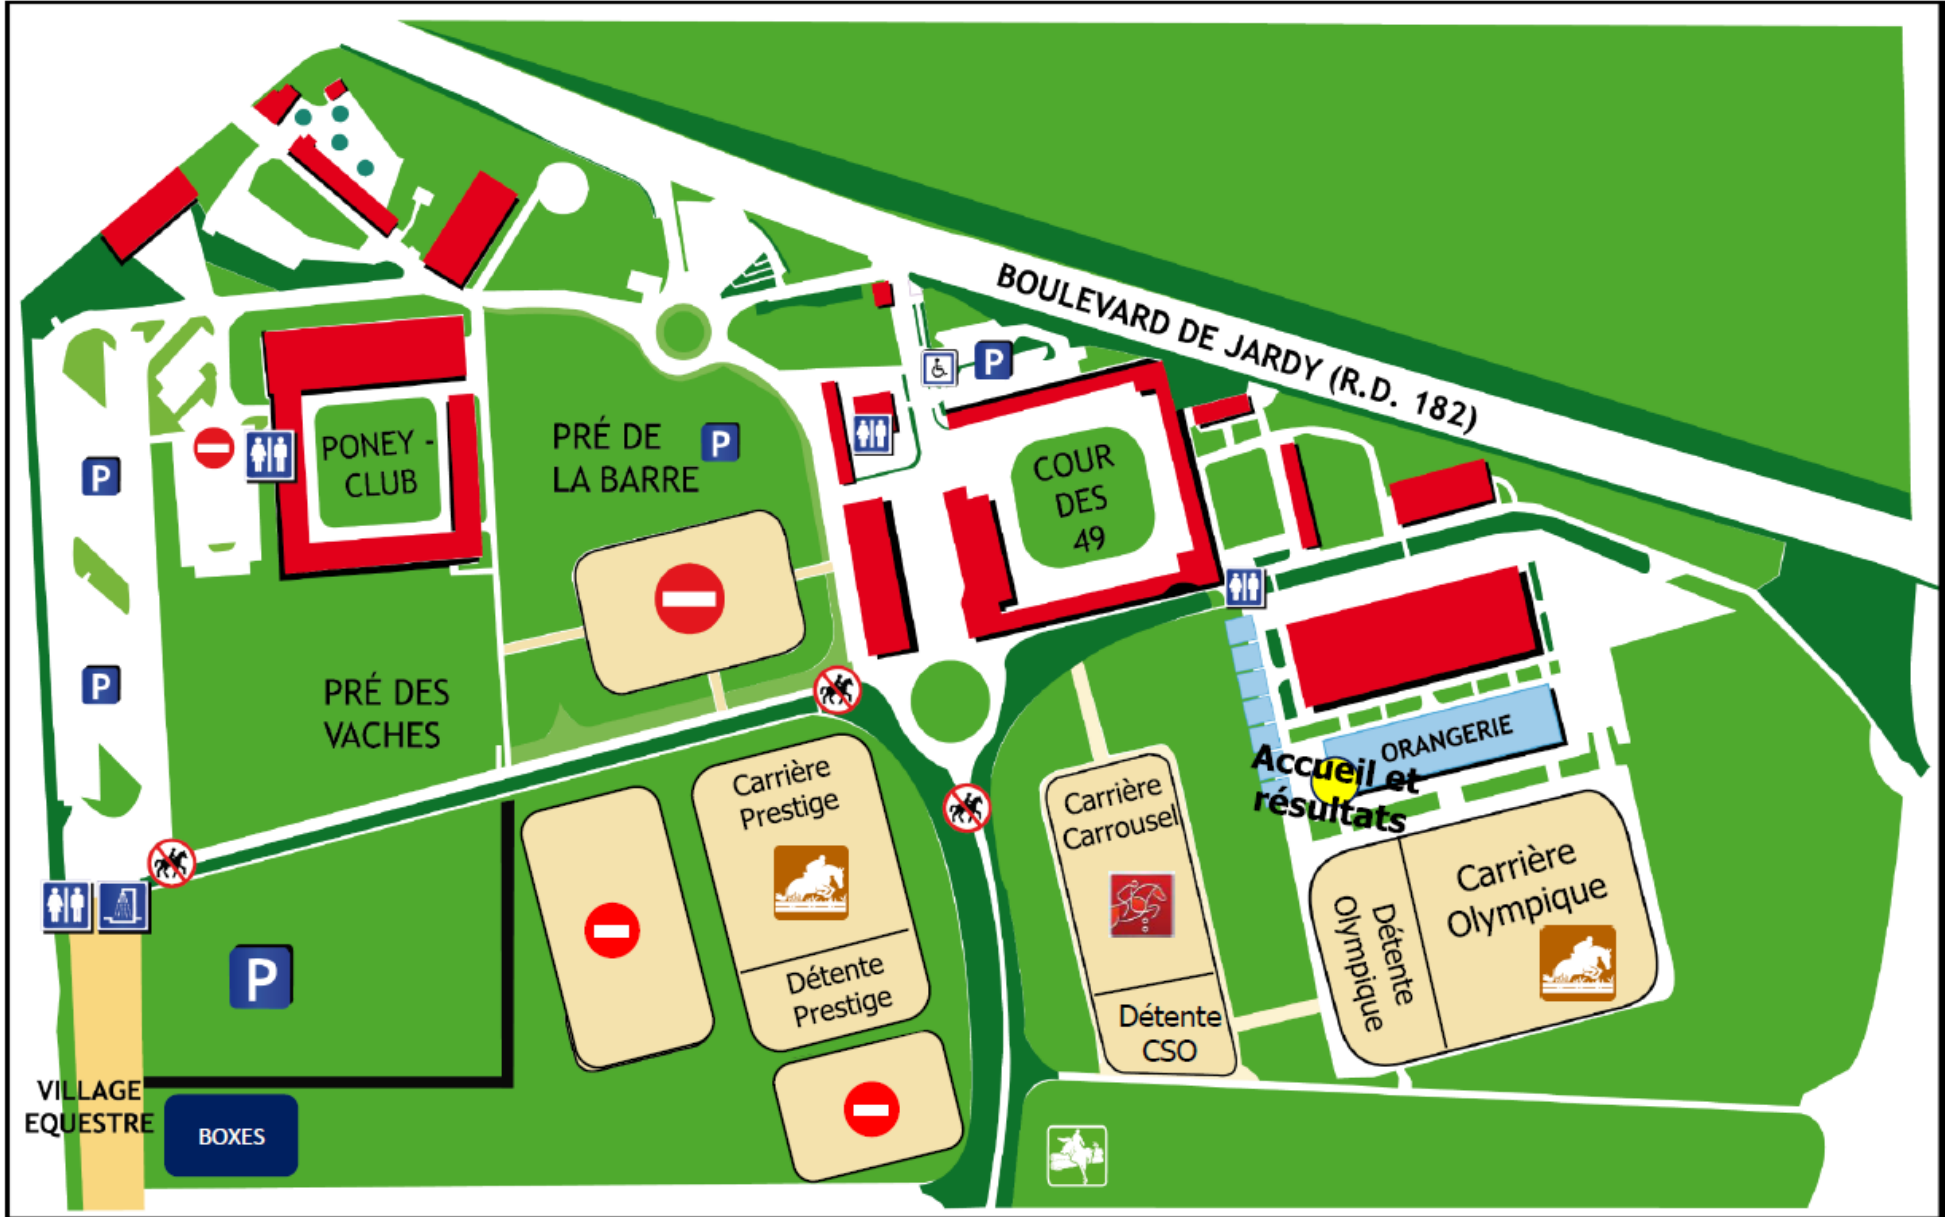 BOULEVARD DE JARDY (R.D. 182)
P
PONEY -
CLUB
PRÉ DE
LA BARRE
P
COUR
DES
49
P
P
PRÉ DES
VACHES
ORANGERIE
Accueil et
résultats
Carrière
Prestige
Carrière
Carrousel
Carrière
Olympique
Détente
Olympique
P
Détente
Prestige
Détente
CSO
VILLAGE
EQUESTRE
BOXES